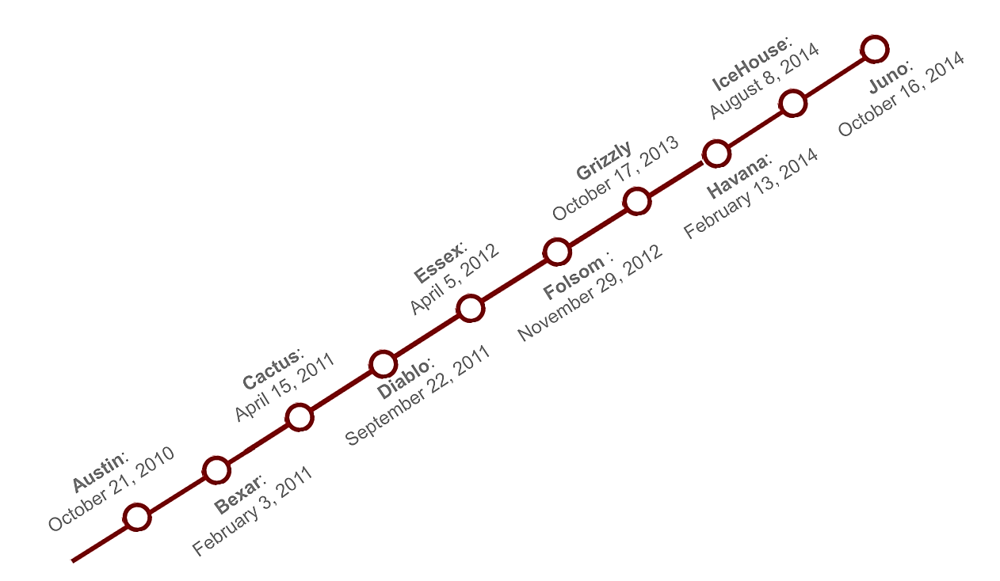 Austin:
October 21, 2010
Bexar:
February 3, 2011
Cactus:
April 15, 2011
Diablo:
September 22, 2011
Essex:
April 5, 2012
Folsom :
November 29, 2012
Grizzly
October 17, 2013
Havana:
February 13, 2014
IceHouse:
August 8, 2014
Juno:
October 16, 2014